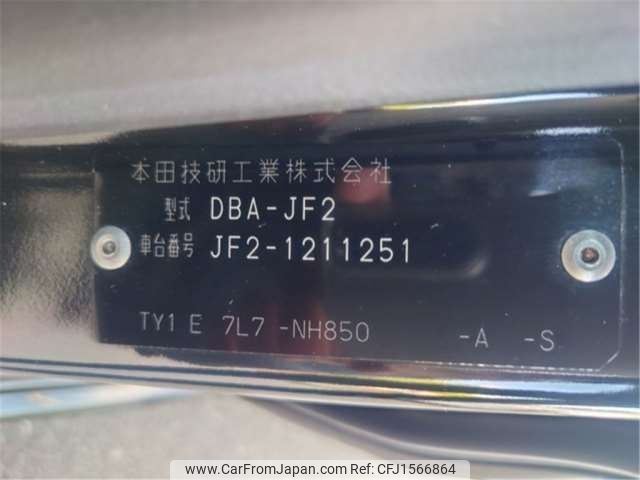 本田技研工業株式会社
型式 DBA-JF2
車台番号 JF2-1211251
TY1 E 7L7 -NH850 -A -S
www.CarFromJapan.com Ref:KC-CFJ1566864